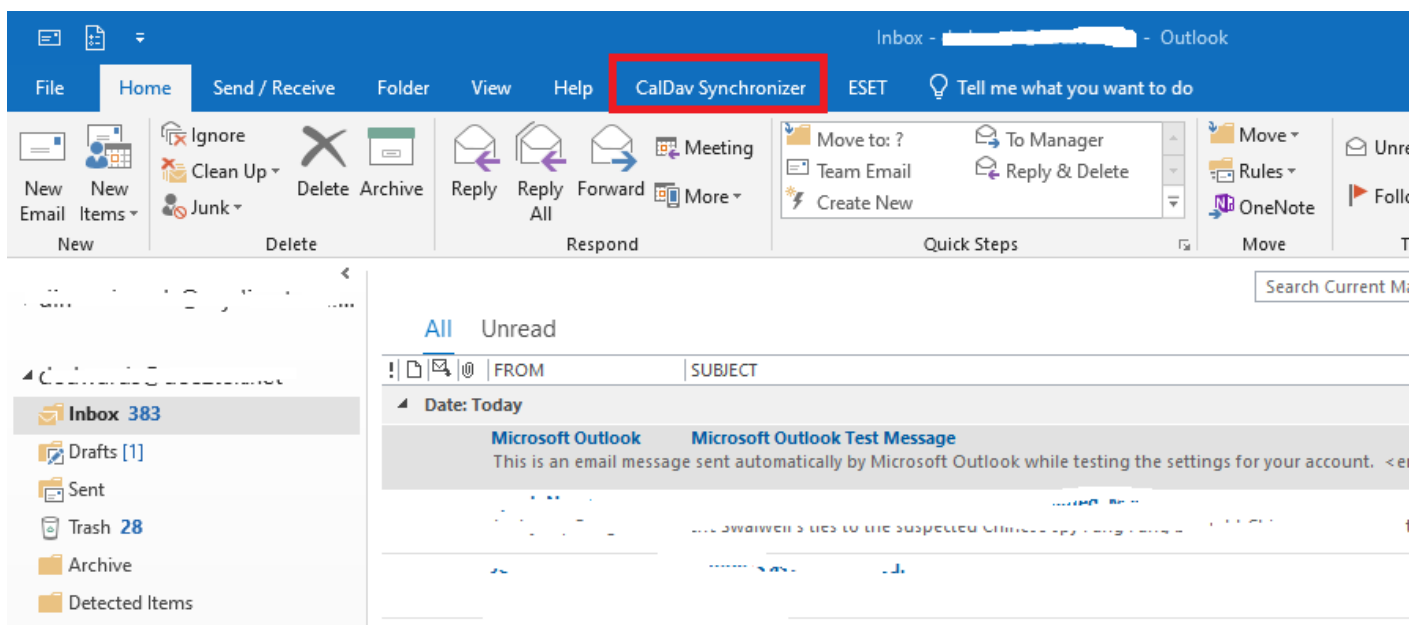 Inbox - - Outlook
File Home Send / Receive Folder View Help CalDav Synchronizer ESET Tell me what you want to do
Ignore
Clean Up
Junk
Delete
Archive
New Email
New Items
Reply
Reply All
Forward
Meeting
More
Move to: ?
Team Email
Create New
To Manager
Reply & Delete
Move
Rules
OneNote
New Delete Respond Quick Steps Move
Search Current
All Unread
! FROM SUBJECT
Inbox 383
Drafts [1]
Sent
Trash 28
Archive
Detected Items
Date: Today
Microsoft Outlook Microsoft Outlook Test Message
This is an email message sent automatically by Microsoft Outlook while testing the settings for your account.
ties to the suspected